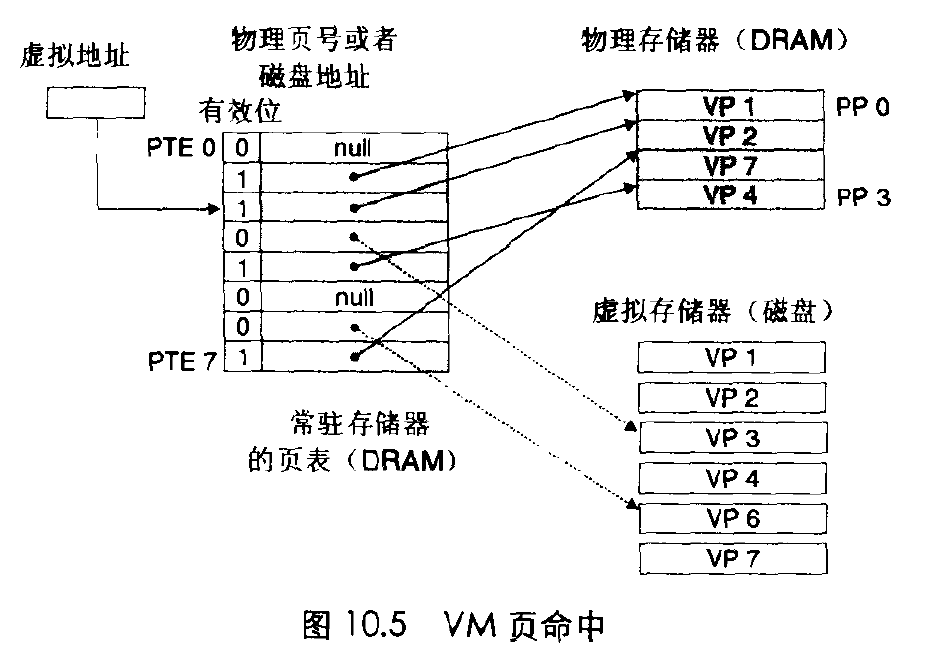 虚拟地址
物理页号或者
磁盘地址
有效位
PTE 0 0 null
1
1
0
1
0 null
0
PTE 7 1
常驻存储器
的页表（DRAM）
物理存储器（DRAM）
VP 1 PP 0
VP 2
VP 7
VP 4 PP 3
虚拟存储器（磁盘）
VP 1
VP 2
VP 3
VP 4
VP 6
VP 7
图 10.5 VM 页命中